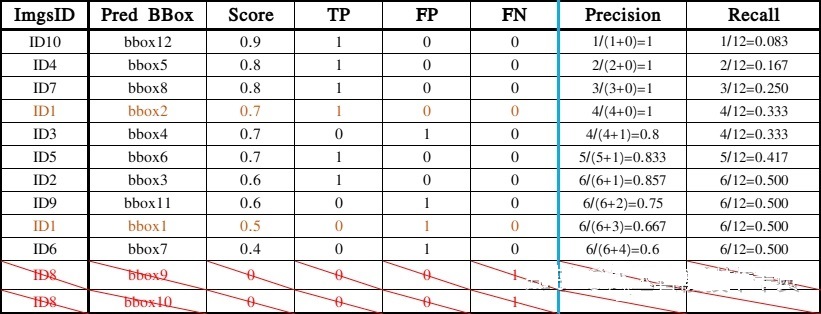 ImgsID Pred BBox Score TP FP FN Precision Recall
ID10 bbox12 0.9 1 0 0 1/(1+0)=1 1/12=0.083
ID4 bbox5 0.8 1 0 0 2/(2+0)=1 2/12=0.167
ID7 bbox8 0.8 1 0 0 3/(3+0)=1 3/12=0.250
ID1 bbox2 0.7 1 0 0 4/(4+0)=1 4/12=0.333
ID3 bbox4 0.7 0 1 0 4/(4+1)=0.8 4/12=0.333
ID5 bbox6 0.7 1 0 0 5/(5+1)=0.833 5/12=0.417
ID2 bbox3 0.6 1 0 0 6/(6+1)=0.857 6/12=0.500
ID9 bbox11 0.6 0 1 0 6/(6+2)=0.75 6/12=0.500
ID1 bbox1 0.5 0 1 0 6/(6+3)=0.667 6/12=0.500
ID6 bbox7 0.4 0 1 0 6/(6+4)=0.6 6/12=0.500
ID8 bbox9 0 0 0 1
ID8 bbox10 0 0 0 1